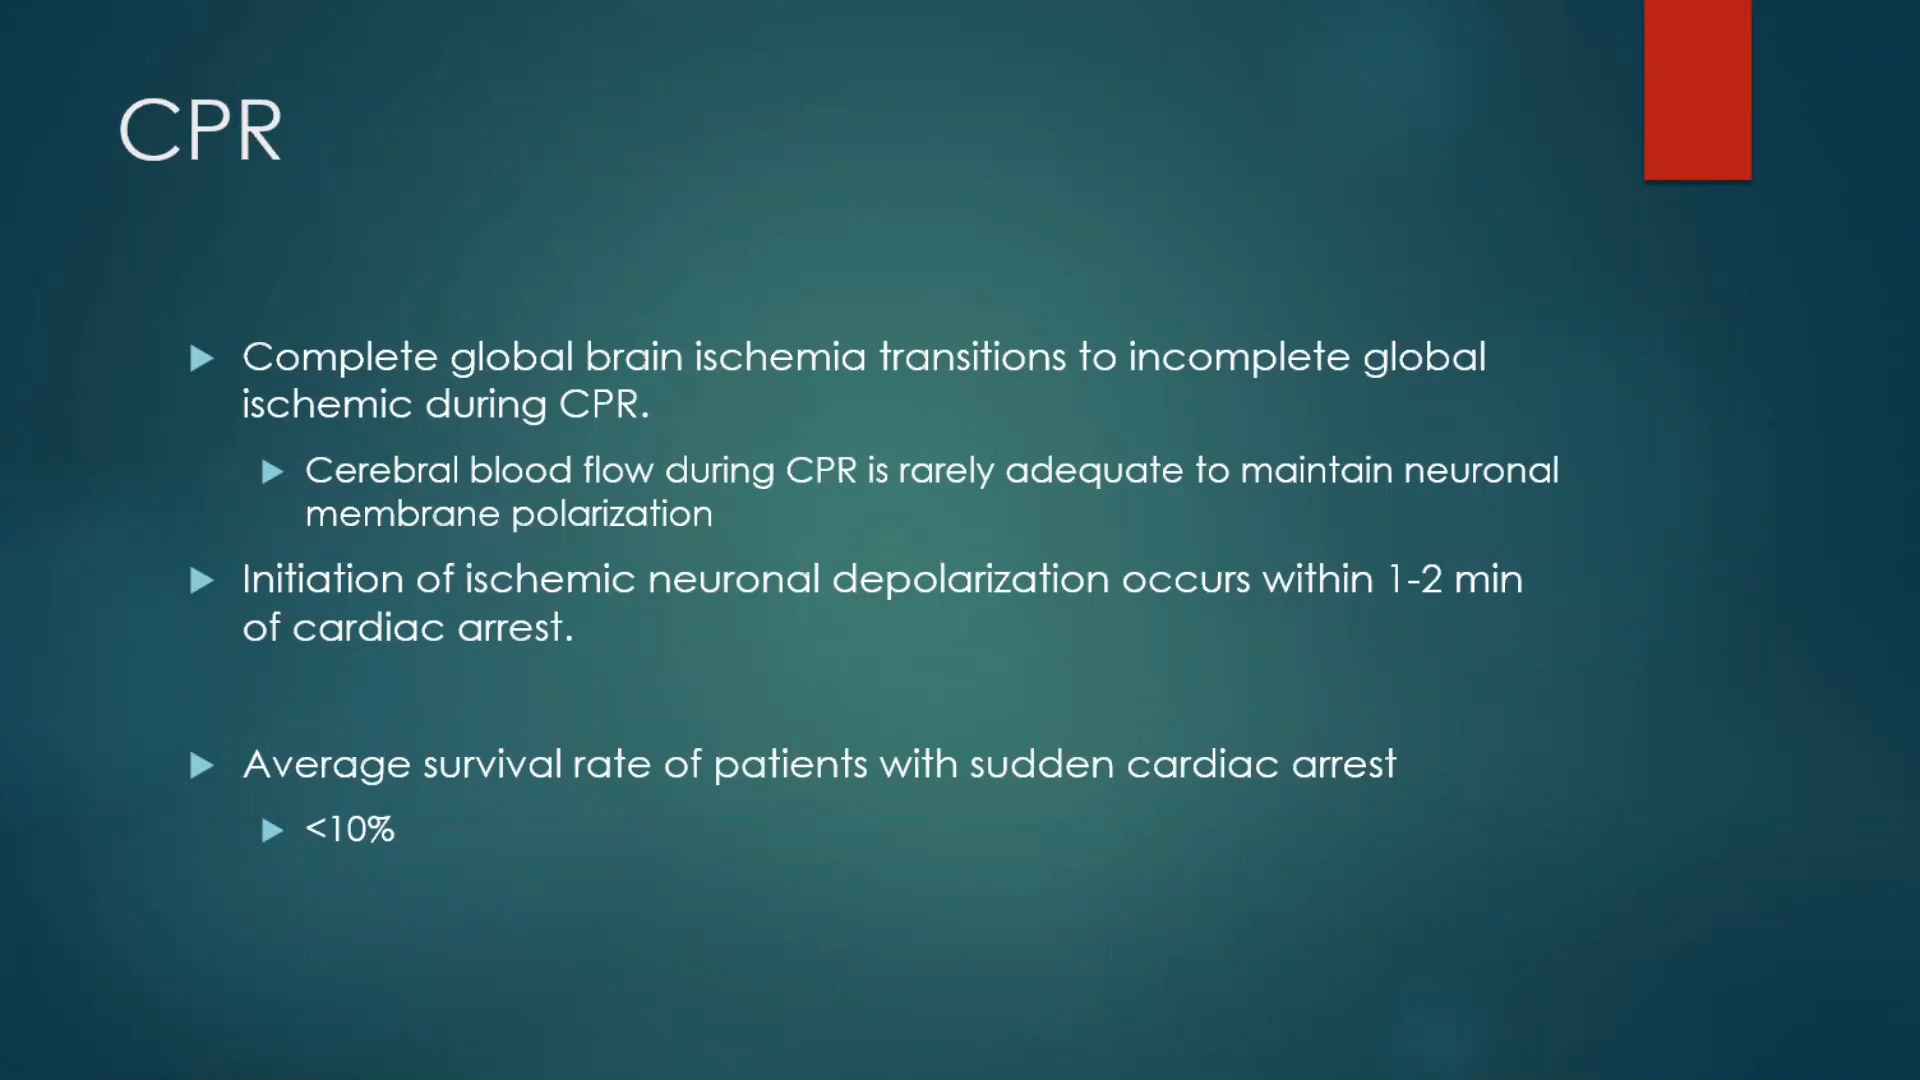 CPR
Complete global brain ischemia transitions to incomplete global
ischemic during CPR.
Cerebral blood flow during CPR is rarely adequate to maintain neuronal
membrane polarization
Initiation of ischemic neuronal depolarization occurs within 1-2 min
of cardiac arrest.
Average survival rate of patients with sudden cardiac arrest
<10%